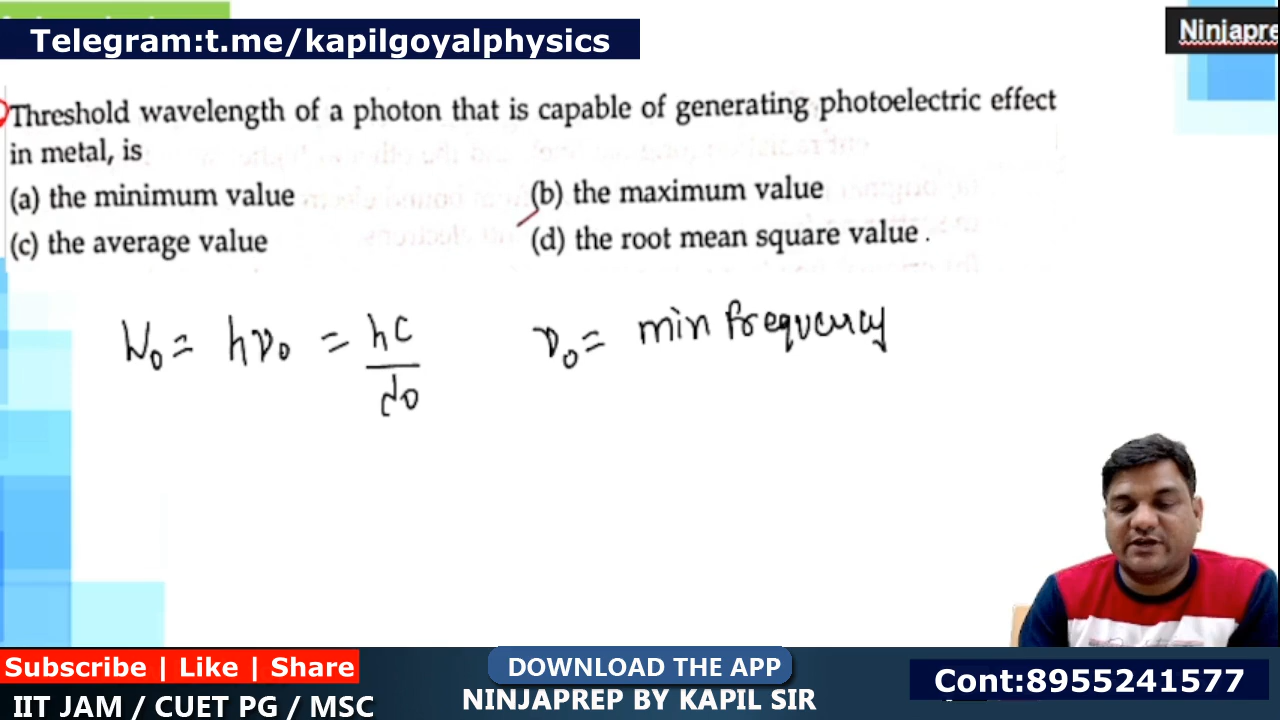 Telegram:t.me/kapilgoyalphysics
Ninjapre
Threshold wavelength of a photon that is capable of generating photoelectric effect
in metal, is
(a) the minimum value
(b) the maximum value
(c) the average value
(d) the root mean square value .
W₀ = hν₀ = hc/λ₀
ν₀ = min frequency
Subscribe | Like | Share
DOWNLOAD THE APP
Cont:8955241577
IIT JAM / CUET PG / MSC
NINJAPREP BY KAPIL SIR